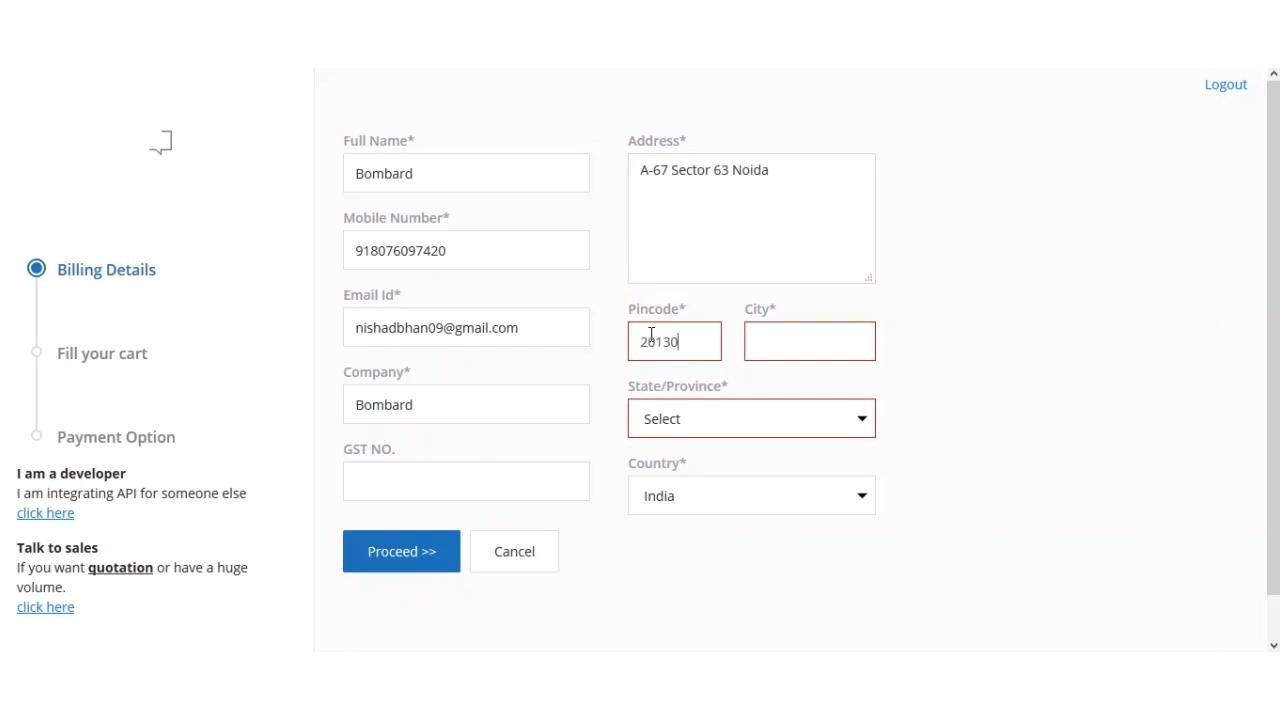 Logout
Full Name*
Bombard
Mobile Number*
918076097420
Email Id*
nishadbhan09@gmail.com
Company*
Bombard
GST NO.
Proceed >>
Cancel
Address*
A-67 Sector 63 Noida
Pincode*
20130
City*
State/Province*
Select
Country*
India
Billing Details
Fill your cart
Payment Option
I am a developer
I am integrating API for someone else
click here
Talk to sales
If you want quotation or have a huge
volume.
click here